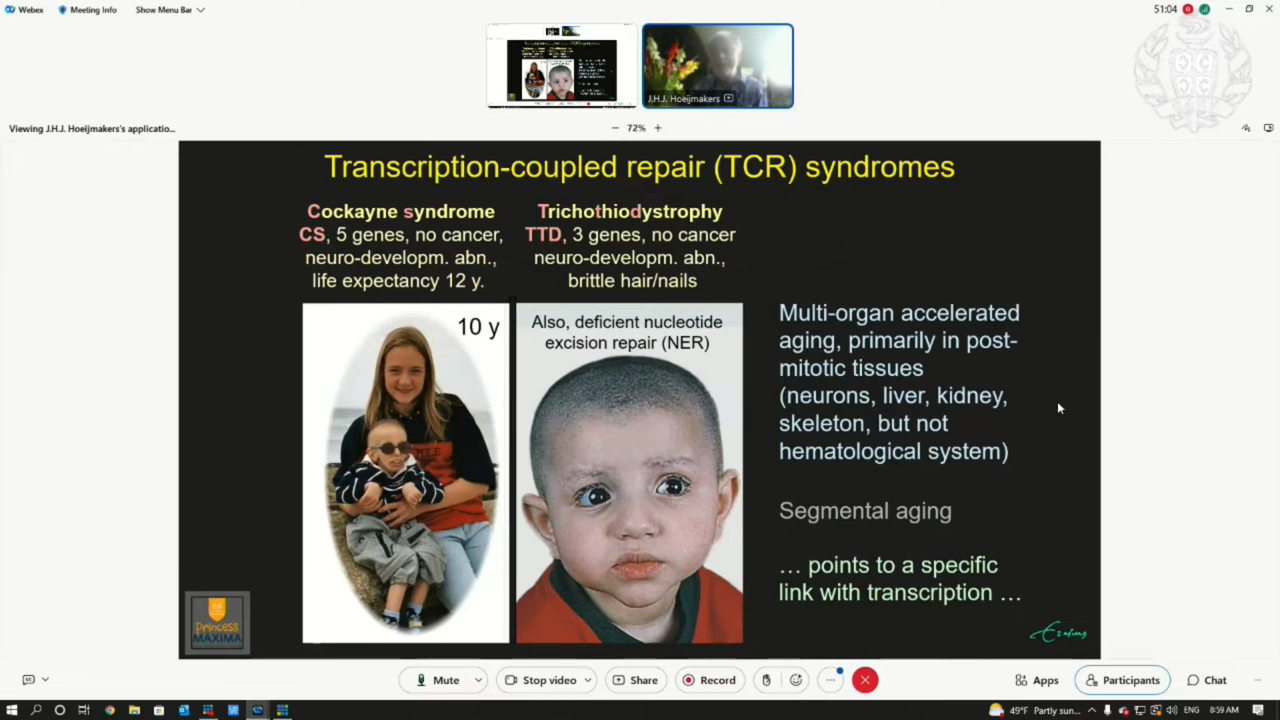 Webex
Meeting Info
Show Menu Bar
51:04
J.H.J. Hoeijmakers
Viewing J.H.J. Hoeijmakers's applicatio...
72%
Transcription-coupled repair (TCR) syndromes
Cockayne syndrome
CS, 5 genes, no cancer,
neuro-developm. abn.,
life expectancy 12 y.
Trichothiodystrophy
TTD, 3 genes, no cancer
neuro-developm. abn.,
brittle hair/nails
10 y
Also, deficient nucleotide
excision repair (NER)
Multi-organ accelerated
aging, primarily in post-
mitotic tissues
(neurons, liver, kidney,
skeleton, but not
hematological system)
Segmental aging
… points to a specific
link with transcription …
Princess
MÁXIMA
Erasmus
Mute
Stop video
Share
Record
Apps
Participants
Chat
49°F Partly sun...
ENG
8:59 AM